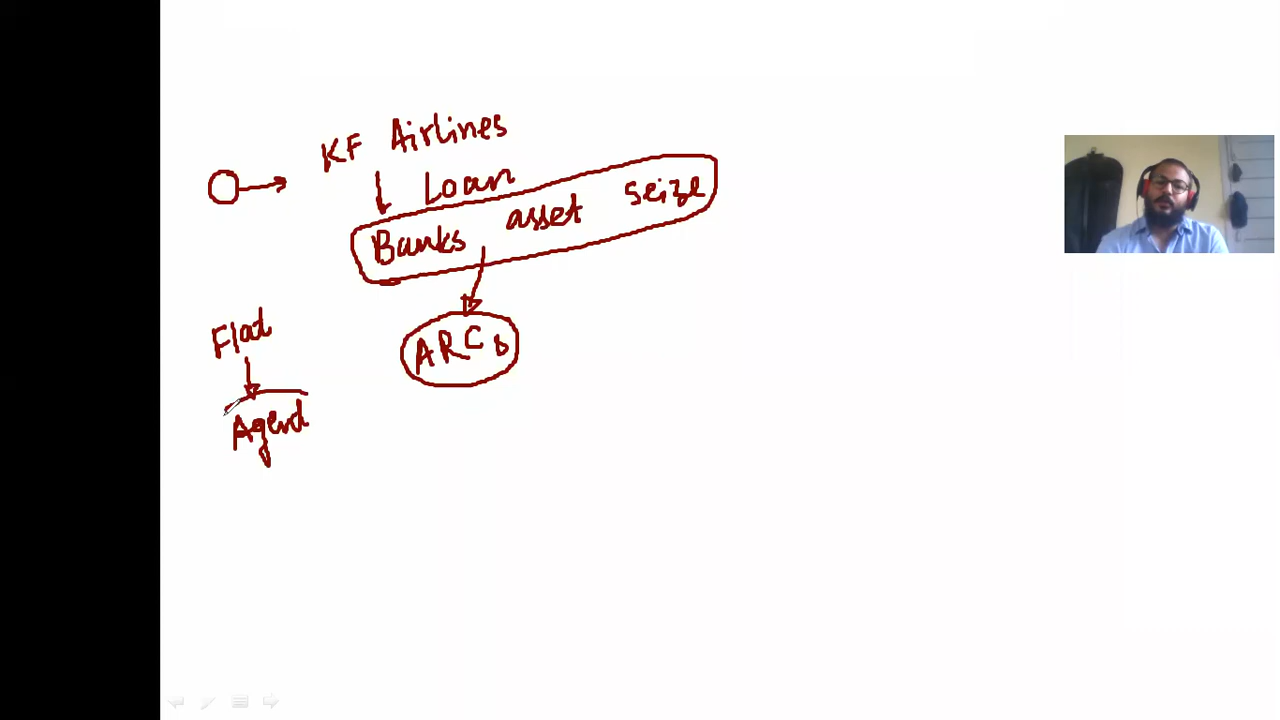 KF Airlines
Loan
Banks asset seize
ARCs
Flat
Agent